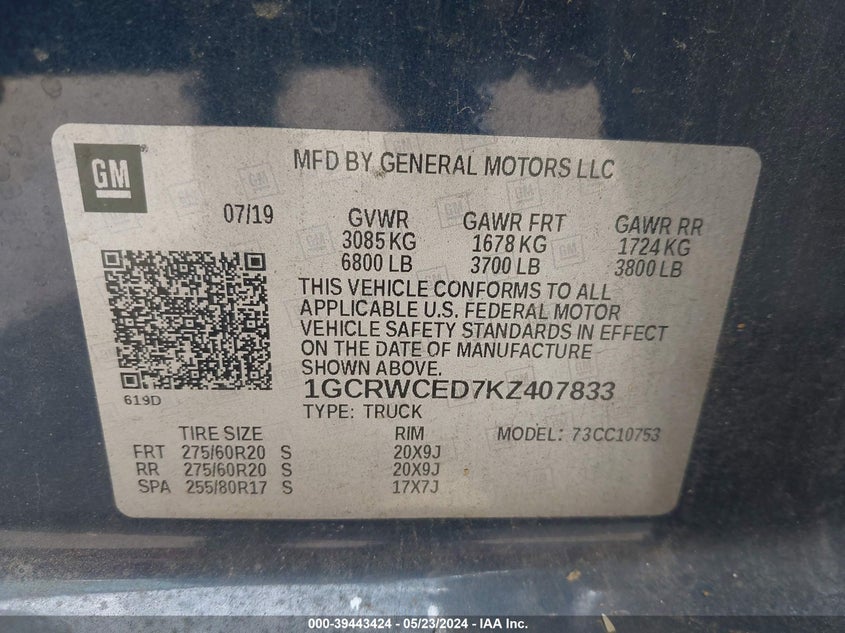 GM
MFD BY GENERAL MOTORS LLC
07/19
GVWR
GAWR FRT
GAWR RR
3085 KG
1678 KG
1724 KG
6800 LB
3700 LB
3800 LB
THIS VEHICLE CONFORMS TO ALL
APPLICABLE U.S. FEDERAL MOTOR
VEHICLE SAFETY STANDARDS IN EFFECT
ON THE DATE OF MANUFACTURE
SHOWN ABOVE.
1GCRWCED7KZ407833
619D
TYPE: TRUCK
TIRE SIZE
RIM
MODEL: 73CC10753
FRT 275/60R20 S 20X9J
RR 275/60R20 S 20X9J
SPA 255/80R17 S 17X7J
000-39443424 - 05/23/2024 - IAA Inc.